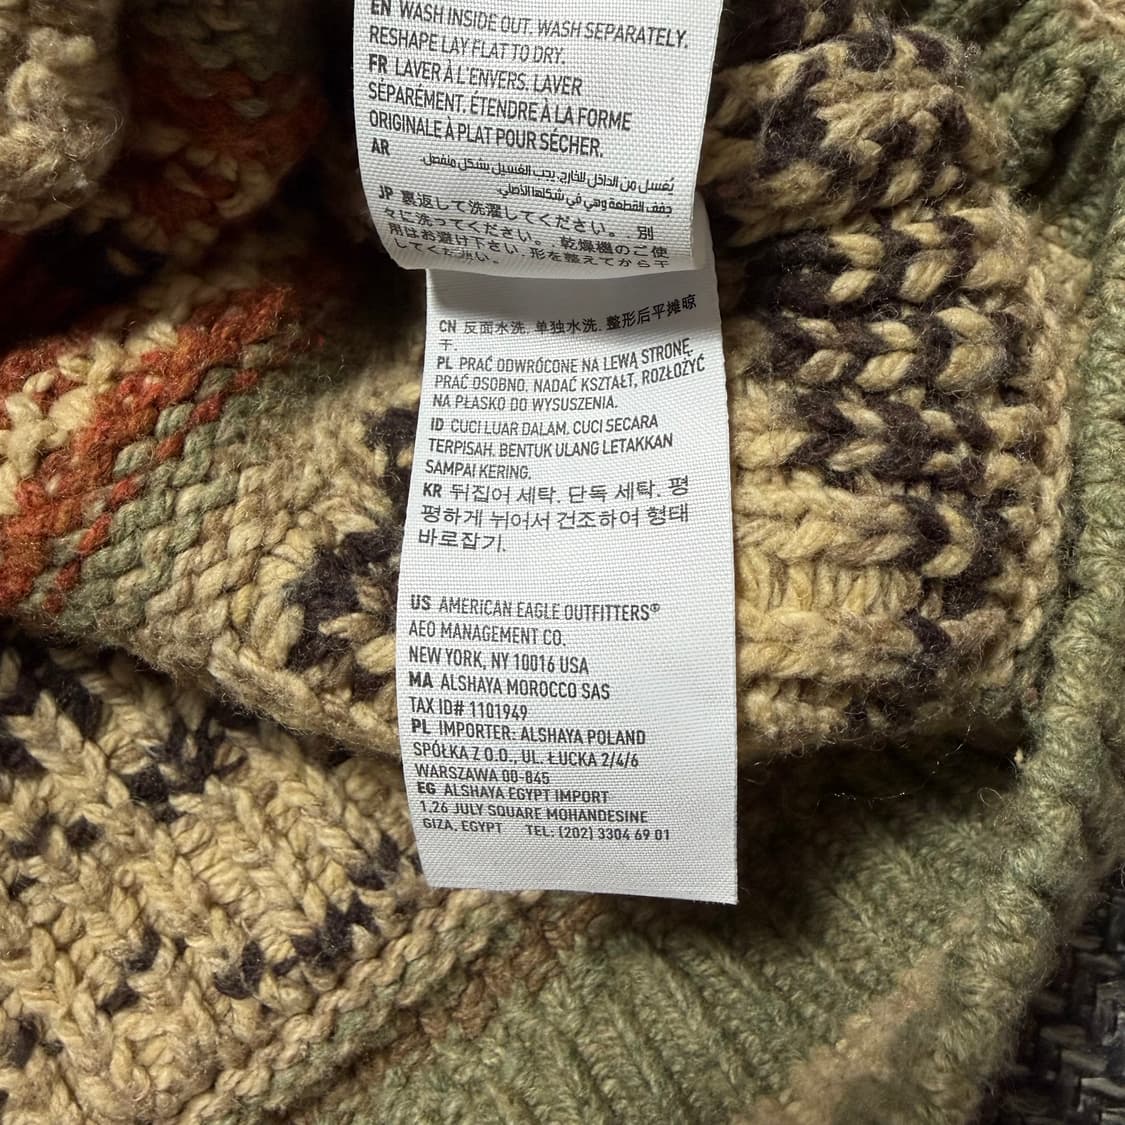 EN WASH INSIDE OUT. WASH SEPARATELY.
RESHAPE LAY FLAT TO DRY.
FR LAVER À L'ENVERS. LAVER
SÉPARÉMENT. ÉTENDRE À LA FORME
ORIGINALE À PLAT POUR SÉCHER.
AR
يُغسل من الداخل للخارج. يجب الغسيل بشكل منفصل.
جفف القطعة وهي في شكلها الأصلي.
JP 裏返して洗濯してください。. 別
々に洗ってください。. 乾燥機のご使
用はお避け下さい. 形を整えてから干
してください。
CN 反面水洗. 单独水洗. 整形后平摊晾
干.
PL PRAĆ ODWRÓCONE NA LEWĄ STRONĘ,
PRAĆ OSOBNO, NADAĆ KSZTAŁT, ROZŁOŻYĆ
NA PŁASKO DO WYSUSZENIA.
ID CUCI LUAR DALAM. CUCI SECARA
TERPISAH. BENTUK ULANG LETAKKAN
SAMPAI KERING.
KR 뒤집어 세탁. 단독 세탁. 평
평하게 뉘어서 건조하여 형태
바로잡기.
US AMERICAN EAGLE OUTFITTERS®
AEO MANAGEMENT CO.
NEW YORK, NY 10016 USA
MA ALSHAYA MOROCCO SAS
TAX ID# 1101949
PL IMPORTER: ALSHAYA POLAND
SPÓŁKA Z O.O., UL. ŁUCKA 2/4/6
WARSZAWA 00-845
EG ALSHAYA EGYPT IMPORT
1.26 JULY SQUARE MOHANDESINE
GIZA, EGYPT TEL: (202) 3304 69 01